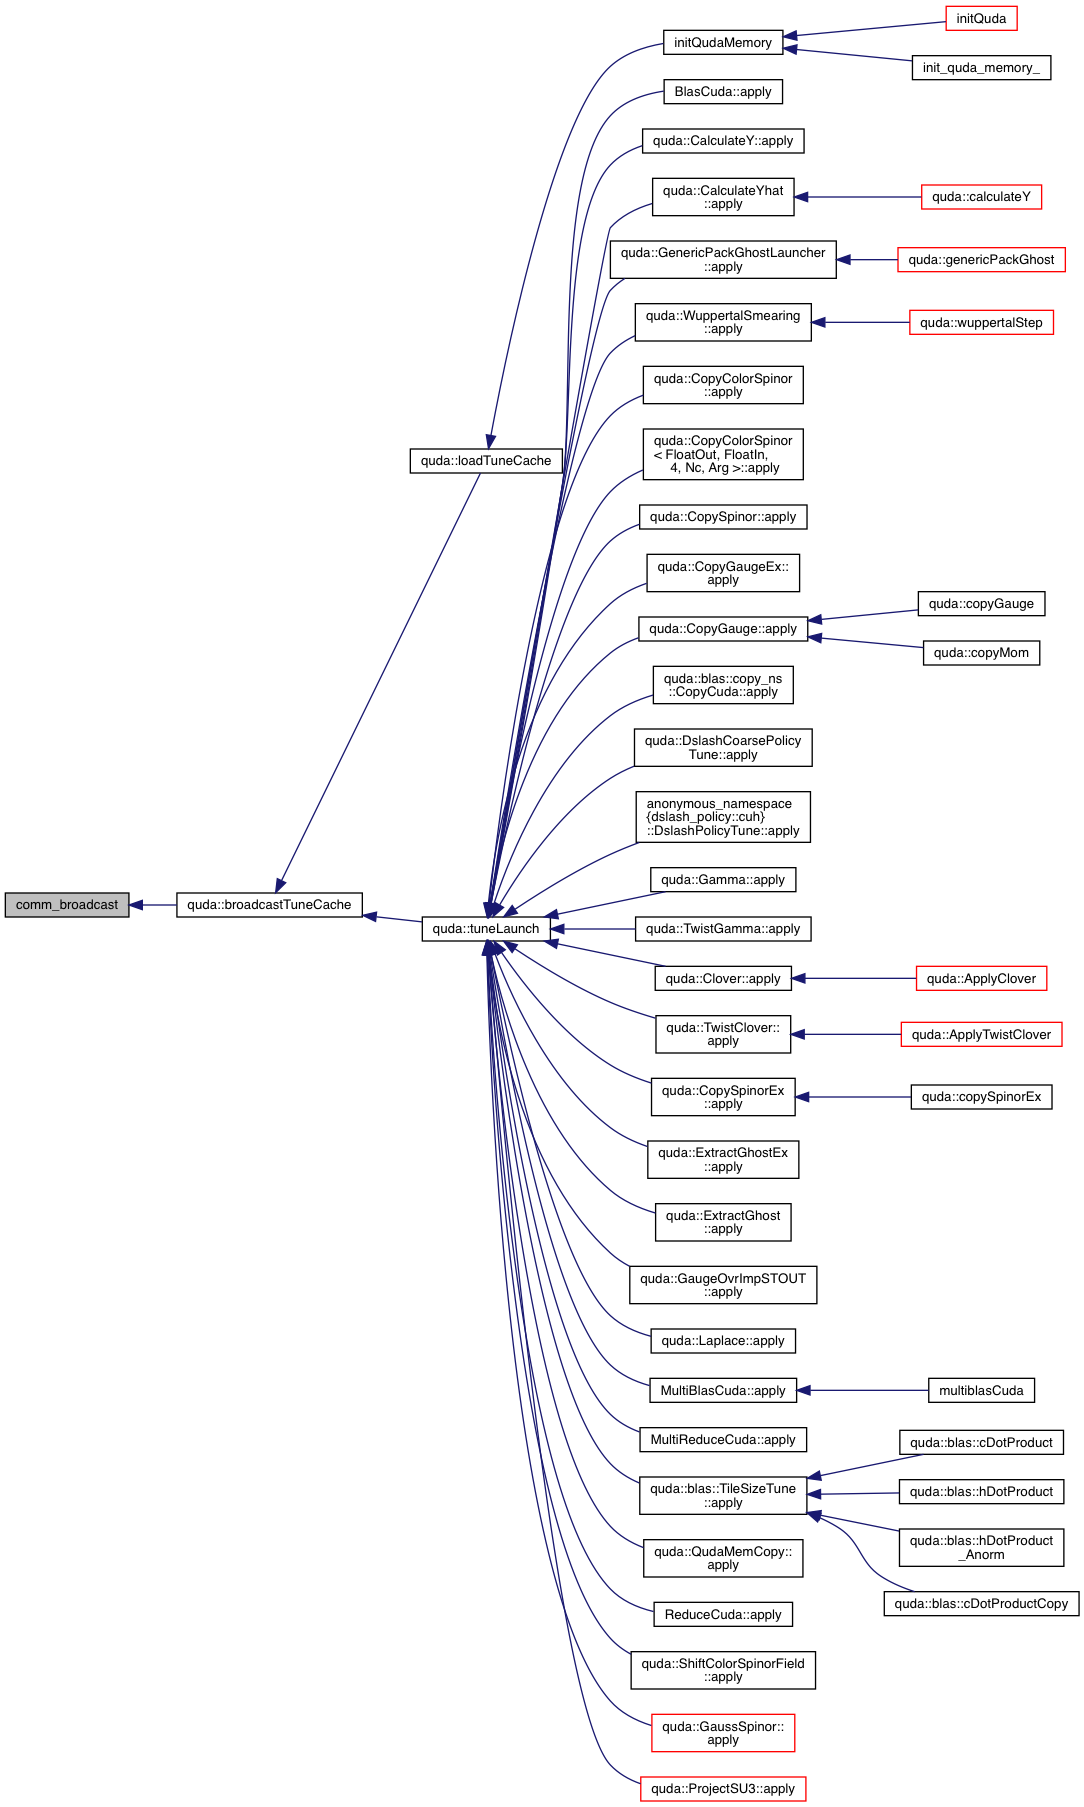 initQuda
initQudaMemory
init_quda_memory_
BlasCuda::apply
quda::CalculateY::apply
quda::CalculateYhat
::apply
quda::calculateY
quda::GenericPackGhostLauncher
::apply
quda::genericPackGhost
quda::WuppertalSmearing
::apply
quda::wuppertalStep
quda::CopyColorSpinor
::apply
quda::CopyColorSpinor
< FloatOut, FloatIn,
4, Nc, Arg >::apply
quda::loadTuneCache
quda::CopySpinor::apply
quda::CopyGaugeEx::
apply
quda::copyGauge
quda::CopyGauge::apply
quda::copyMom
quda::blas::copy_ns
::CopyCuda::apply
quda::DslashCoarsePolicy
Tune::apply
anonymous_namespace
{dslash_policy::cuh}
::DslashPolicyTune::apply
quda::Gamma::apply
comm_broadcast
quda::broadcastTuneCache
quda::tuneLaunch
quda::TwistGamma::apply
quda::Clover::apply
quda::ApplyClover
quda::TwistClover::
apply
quda::ApplyTwistClover
quda::CopySpinorEx
::apply
quda::copySpinorEx
quda::ExtractGhostEx
::apply
quda::ExtractGhost
::apply
quda::GaugeOvrImpSTOUT
::apply
quda::Laplace::apply
MultiBlasCuda::apply
multiblasCuda
MultiReduceCuda::apply
quda::blas::cDotProduct
quda::blas::TileSizeTune
::apply
quda::blas::hDotProduct
quda::blas::hDotProduct
_Anorm
quda::QudaMemCopy::
apply
quda::blas::cDotProductCopy
ReduceCuda::apply
quda::ShiftColorSpinorField
::apply
quda::GaussSpinor::
apply
quda::ProjectSU3::apply